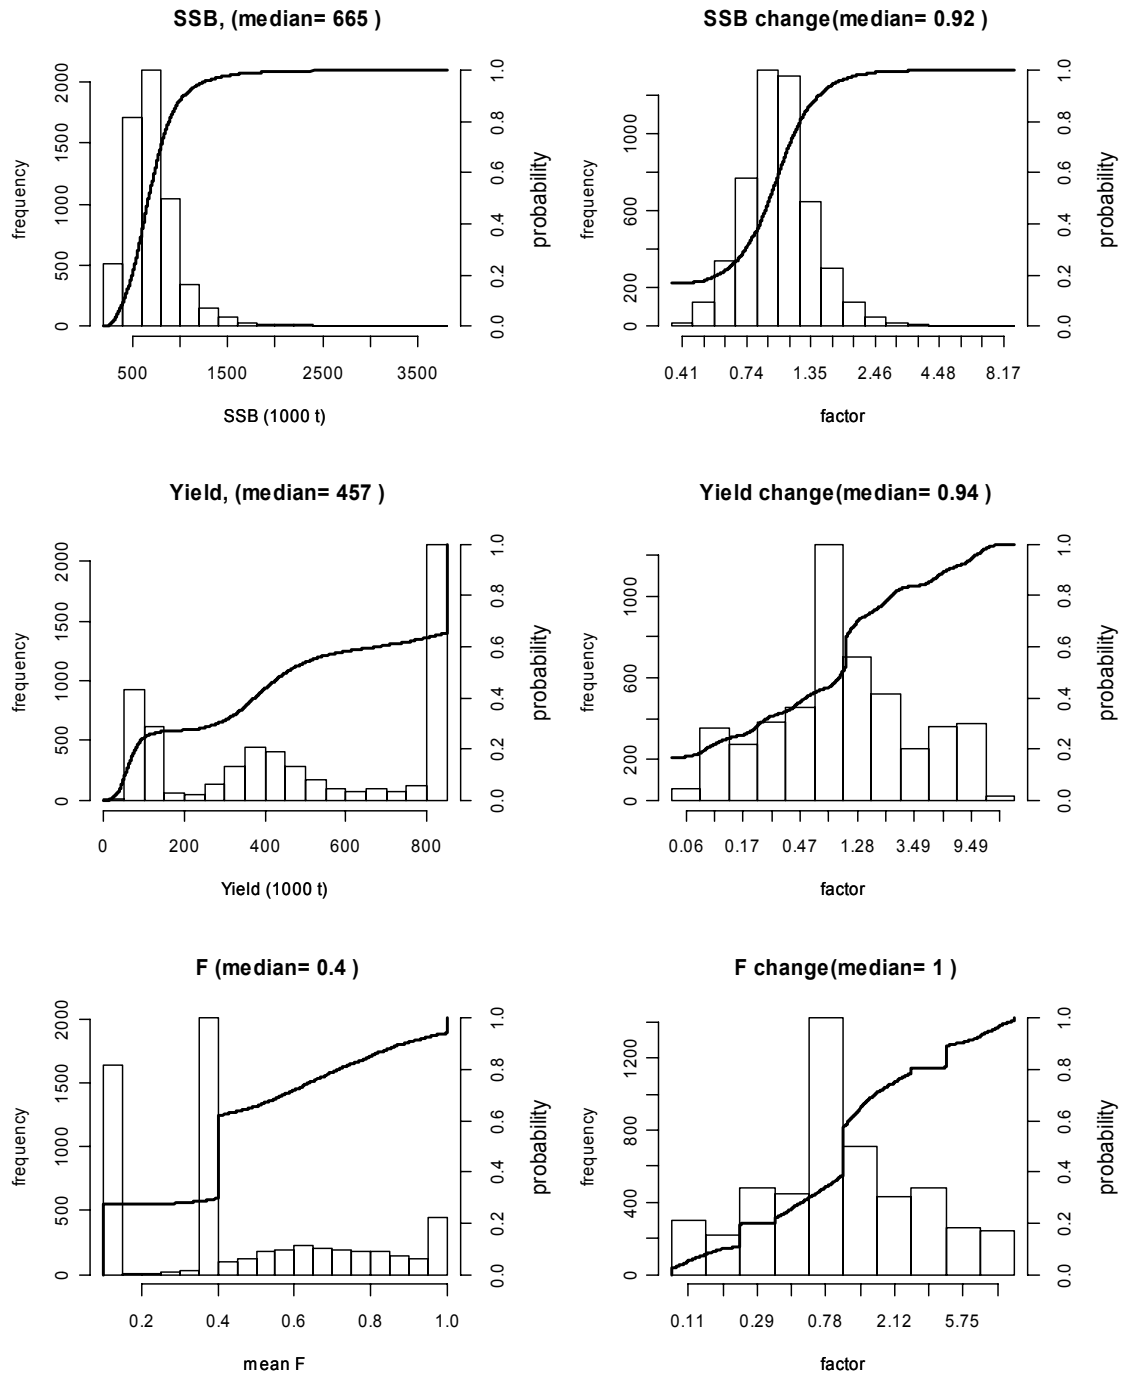 SSB, (median= 665 )
frequency
0 500 1000 1500 2000
probability
0.0 0.2 0.4 0.6 0.8 1.0
500 1500 2500 3500
SSB (1000 t)
SSB change(median= 0.92 )
frequency
0 200 600 1000
probability
0.0 0.2 0.4 0.6 0.8 1.0
0.41 0.74 1.35 2.46 4.48 8.17
factor
Yield, (median= 457 )
frequency
0 500 1000 1500 2000
probability
0.0 0.2 0.4 0.6 0.8 1.0
0 200 400 600 800
Yield (1000 t)
Yield change(median= 0.94 )
frequency
0 200 600 1000
probability
0.0 0.2 0.4 0.6 0.8 1.0
0.06 0.17 0.47 1.28 3.49 9.49
factor
F (median= 0.4 )
frequency
0 500 1000 1500 2000
probability
0.0 0.2 0.4 0.6 0.8 1.0
0.2 0.4 0.6 0.8 1.0
mean F
F change(median= 1 )
frequency
0 400 800 1200
probability
0.0 0.2 0.4 0.6 0.8 1.0
0.11 0.29 0.78 2.12 5.75
factor